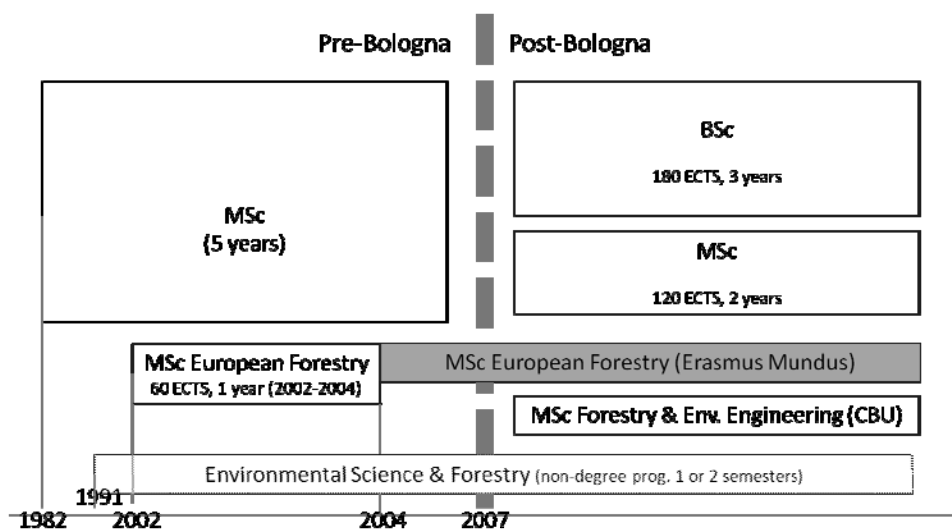 Pre-Bologna
Post-Bologna
MSc
(5 years)
BSc
180 ECTS, 3 years
MSc
120 ECTS, 2 years
MSc European Forestry
60 ECTS, 1 year (2002-2004)
MSc European Forestry (Erasmus Mundus)
MSc Forestry & Env. Engineering (CBU)
Environmental Science & Forestry (non-degree prog. 1 or 2 semesters)
1991
1982
2002
2004
2007